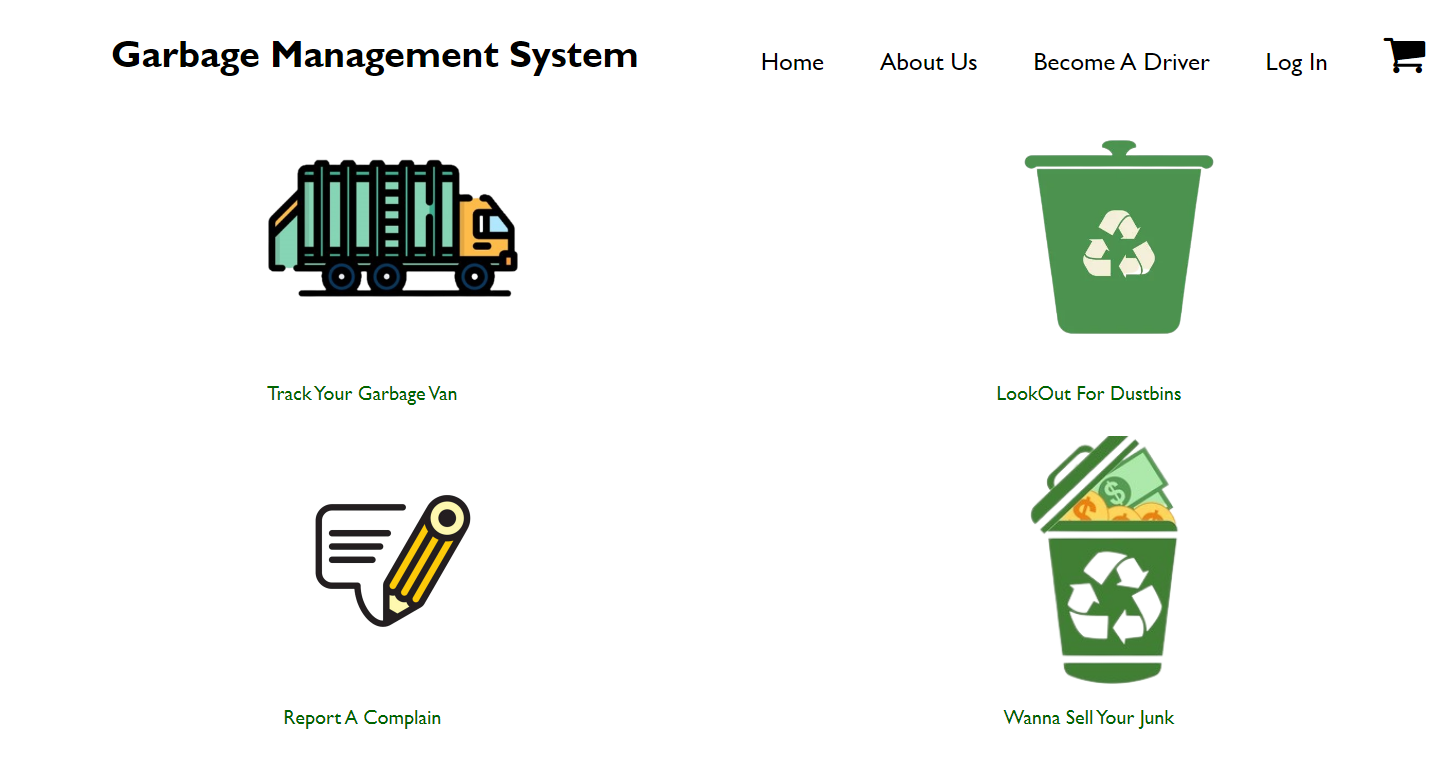 Garbage Management System
Home
About Us
Become A Driver
Log In
Track Your Garbage Van
LookOut For Dustbins
$
$
$
$
Report A Complain
Wanna Sell Your Junk